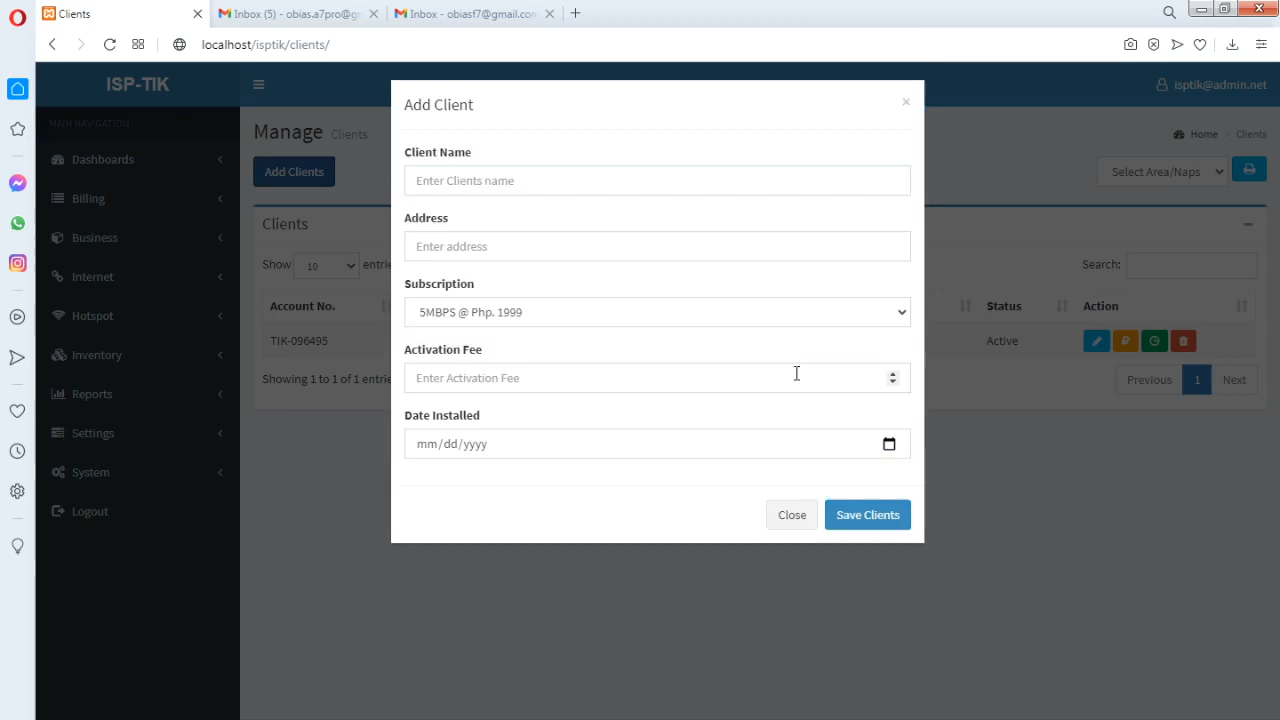 Clients
Inbox (5) - obias.a7pro@g
Inbox - obiasf7@gmail.con
localhost/isptik/clients/
ISP-TIK
isptik@admin.net
MAIN NAVIGATION
Dashboards
Billing
Business
Internet
Hotspot
Inventory
Reports
Settings
System
Logout
Manage Clients
Home > Clients
Add Clients
Select Area/Naps
Clients
Show 10 entrie
Search:
Account No.
Status
Action
TIK-096495
Active
Showing 1 to 1 of 1 entrie
Previous 1 Next
Add Client
×
Client Name
Enter Clients name
Address
Enter address
Subscription
5MBPS @ Php. 1999
Activation Fee
Enter Activation Fee
Date Installed
mm/dd/yyyy
Close
Save Clients